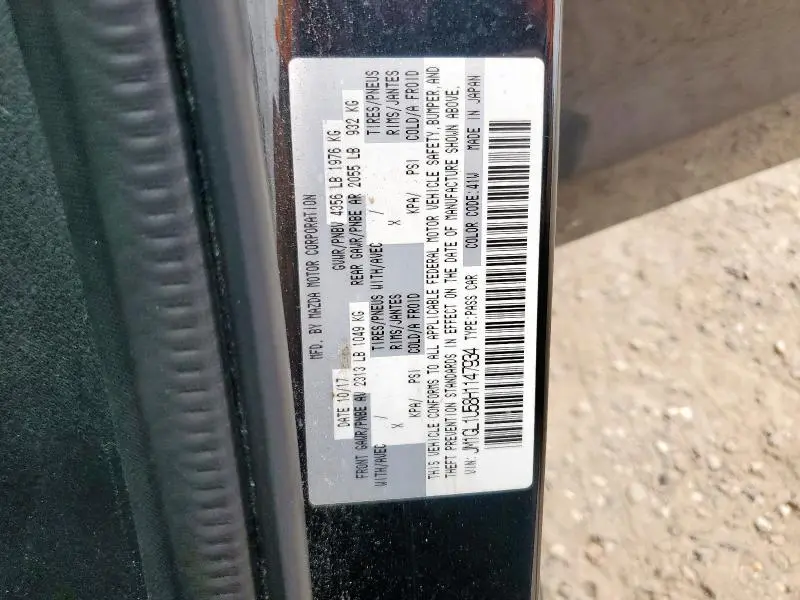 MFD. BY MAZDA MOTOR CORPORATION
DATE 10/17 GVWR/PNBV 4356 LB 1976 KG
FRONT GAWR/PNBE AV 2313 LB 1049 KG REAR GAWR/PNBE AR 2055 LB 932 KG
WITH/AVEC TIRES/PNEUS WITH/AVEC TIRES/PNEUS
X / RIMS/JANTES X / RIMS/JANTES
KPA/ PSI COLD/A FROID KPA/ PSI COLD/A FROID
THIS VEHICLE CONFORMS TO ALL APPLICABLE FEDERAL MOTOR VEHICLE SAFETY, BUMPER, AND
THEFT PREVENTION STANDARDS IN EFFECT ON THE DATE OF MANUFACTURE SHOWN ABOVE.
VIN: JM1GL1U58H1147934 TYPE:PASS CAR COLOR CODE:41W MADE IN JAPAN